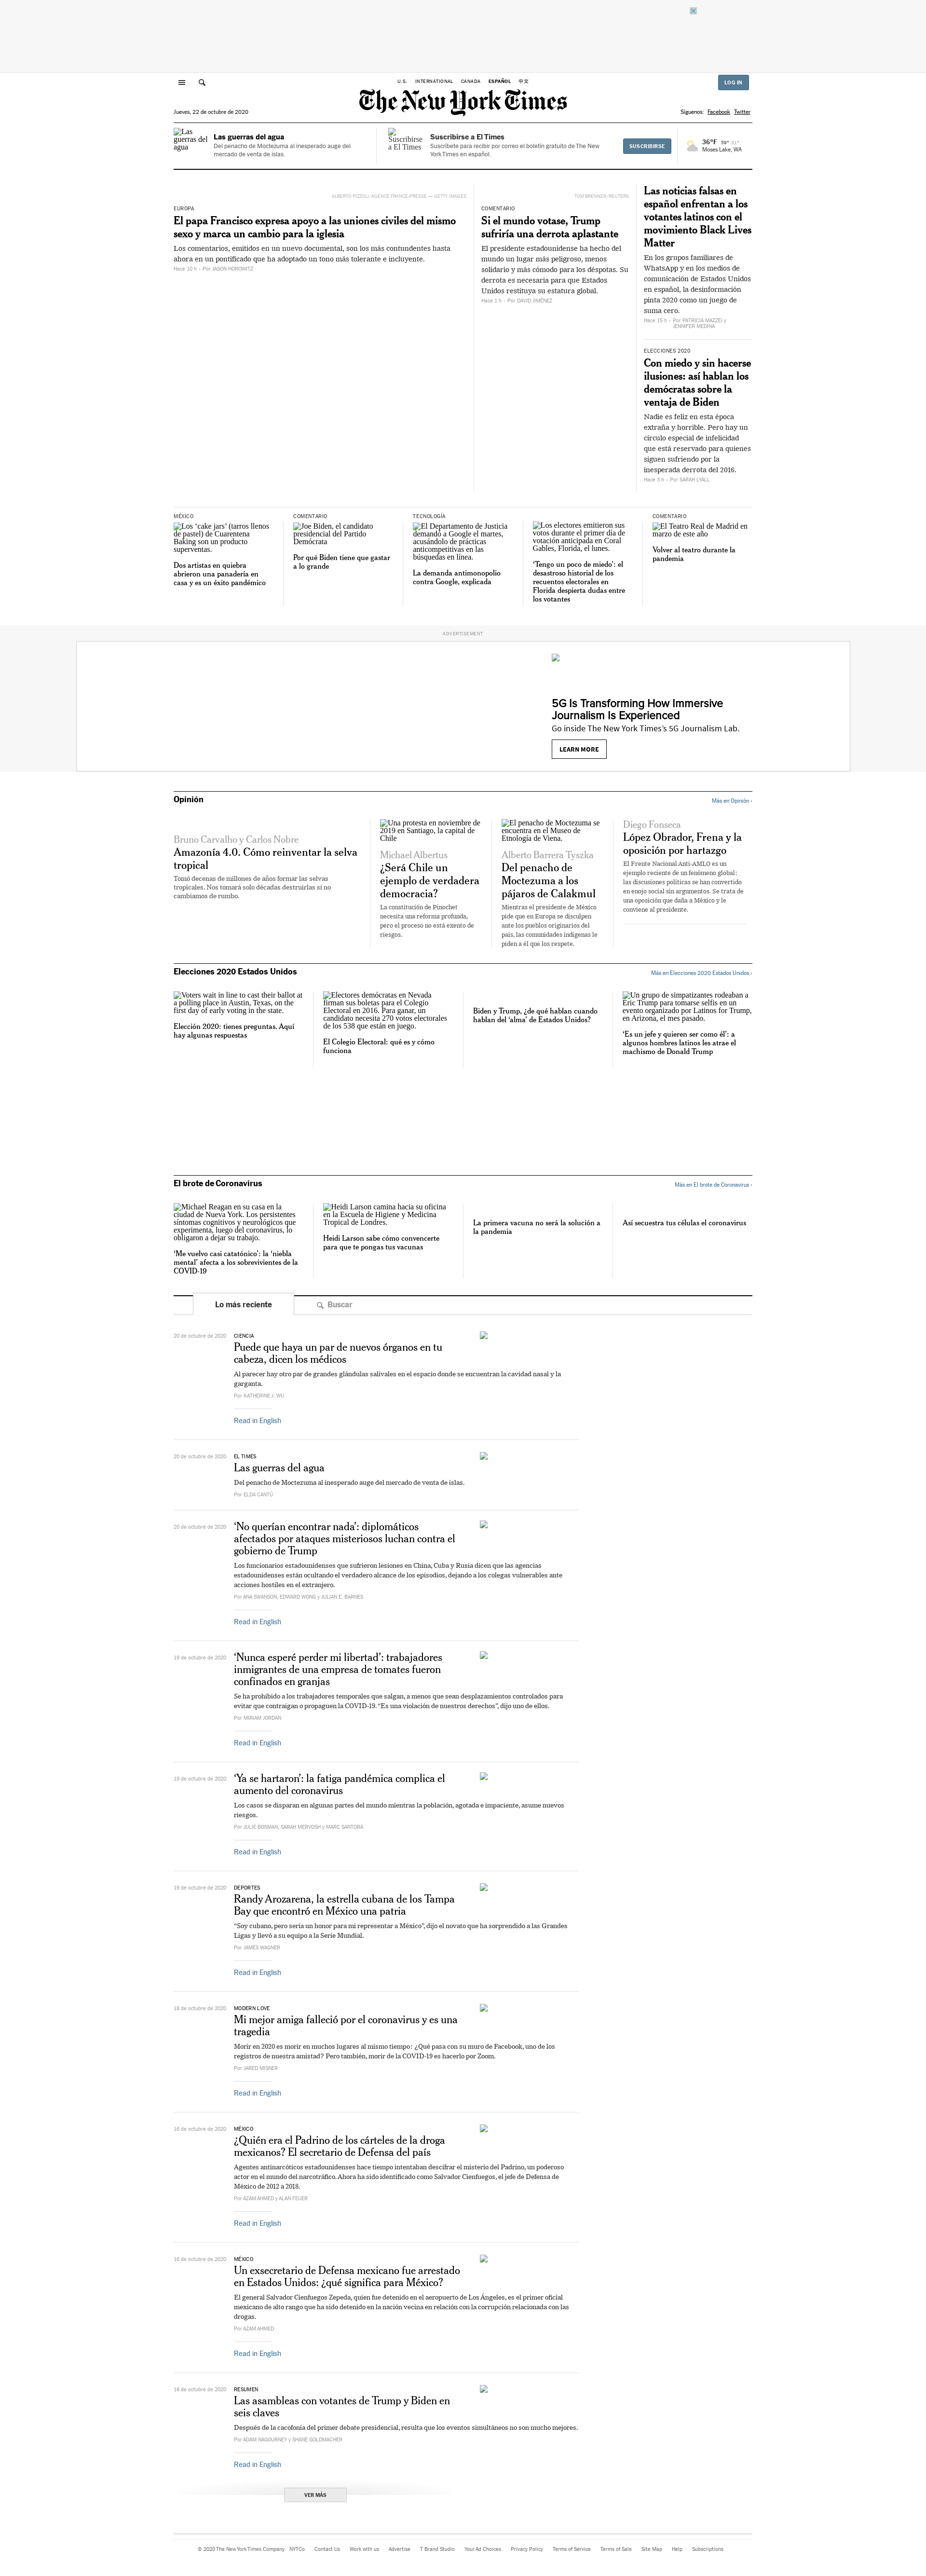 U.S. INTERNATIONAL CANADA ESPAÑOL 中文
LOG IN
The New York Times
Jueves, 22 de octubre de 2020
Síguenos: Facebook Twitter
Las guerras del agua
Las guerras del agua
Del penacho de Moctezuma al inesperado auge del
mercado de venta de islas.
Suscribirse a El Times
Suscribirse a El Times
Suscríbete para recibir por correo el boletín gratuito de The New
York Times en español.
SUSCRIBIRSE
36°F 59° 31°
Moses Lake, WA
ALBERTO PIZZOLI/AGENCE FRANCE-PRESSE — GETTY IMAGES
EUROPA
El papa Francisco expresa apoyo a las uniones civiles del mismo
sexo y marca un cambio para la iglesia
Los comentarios, emitidos en un nuevo documental, son los más contundentes hasta
ahora en un pontificado que ha adoptado un tono más tolerante e incluyente.
Hace 10 h • Por JASON HOROWITZ
TOM BRENNER/REUTERS
COMENTARIO
Si el mundo votase, Trump
sufriría una derrota aplastante
El presidente estadounidense ha hecho del
mundo un lugar más peligroso, menos
solidario y más cómodo para los déspotas. Su
derrota es necesaria para que Estados
Unidos restituya su estatura global.
Hace 1 h • Por DAVID JIMÉNEZ
Las noticias falsas en
español enfrentan a los
votantes latinos con el
movimiento Black Lives
Matter
En los grupos familiares de
WhatsApp y en los medios de
comunicación de Estados Unidos
en español, la desinformación
pinta 2020 como un juego de
suma cero.
Hace 15 h • Por PATRICIA MAZZEI y
JENNIFER MEDINA
ELECCIONES 2020
Con miedo y sin hacerse
ilusiones: así hablan los
demócratas sobre la
ventaja de Biden
Nadie es feliz en esta época
extraña y horrible. Pero hay un
círculo especial de infelicidad
que está reservado para quienes
siguen sufriendo por la
inesperada derrota del 2016.
Hace 3 h • Por SARAH LYALL
MÉXICO
Los 'cake jars' (tarros llenos
de pastel) de Cuarentena
Baking son un producto
superventas.
Dos artistas en quiebra
abrieron una panadería en
casa y es un éxito pandémico
COMENTARIO
Joe Biden, el candidato
presidencial del Partido
Demócrata
Por qué Biden tiene que gastar
a lo grande
TECNOLOGÍA
El Departamento de Justicia
demandó a Google el martes,
acusándolo de prácticas
anticompetitivas en las
búsquedas en línea.
La demanda antimonopolio
contra Google, explicada
Los electores emitieron sus
votos durante el primer día de
votación anticipada en Coral
Gables, Florida, el lunes.
'Tengo un poco de miedo': el
desastroso historial de los
recuentos electorales en
Florida despierta dudas entre
los votantes
COMENTARIO
El Teatro Real de Madrid en
marzo de este año
Volver al teatro durante la
pandemia
ADVERTISEMENT
5G Is Transforming How Immersive
Journalism Is Experienced
Go inside The New York Times's 5G Journalism Lab.
LEARN MORE
Opinión
Más en Opinión ›
Bruno Carvalho y Carlos Nobre
Amazonía 4.0. Cómo reinventar la selva
tropical
Tomó decenas de millones de años formar las selvas
tropicales. Nos tomará solo décadas destruirlas si no
cambiamos de rumbo.
Una protesta en noviembre de
2019 en Santiago, la capital de
Chile
Michael Albertus
¿Será Chile un
ejemplo de verdadera
democracia?
La constitución de Pinochet
necesita una reforma profunda,
pero el proceso no está exento de
riesgos.
El penacho de Moctezuma se
encuentra en el Museo de
Etnología de Viena.
Alberto Barrera Tyszka
Del penacho de
Moctezuma a los
pájaros de Calakmul
Mientras el presidente de México
pide que en Europa se disculpen
ante los pueblos originarios del
país, las comunidades indígenas le
piden a él que los respete.
Diego Fonseca
López Obrador, Frena y la
oposición por hartazgo
El Frente Nacional Anti-AMLO es un
ejemplo reciente de un fenómeno global:
las discusiones políticas se han convertido
en enojo social sin argumentos. Se trata de
una oposición que daña a México y le
conviene al presidente.
Elecciones 2020 Estados Unidos
Más en Elecciones 2020 Estados Unidos ›
Voters wait in line to cast their ballot at
a polling place in Austin, Texas, on the
first day of early voting in the state.
Elección 2020: tienes preguntas. Aquí
hay algunas respuestas
Electores demócratas en Nevada
firman sus boletas para el Colegio
Electoral en 2016. Para ganar, un
candidato necesita 270 votos electorales
de los 538 que están en juego.
El Colegio Electoral: qué es y cómo
funciona
Biden y Trump, ¿de qué hablan cuando
hablan del 'alma' de Estados Unidos?
Un grupo de simpatizantes rodeaban a
Eric Trump para tomarse selfis en un
evento organizado por Latinos for Trump,
en Arizona, el mes pasado.
'Es un jefe y quieren ser como él': a
algunos hombres latinos les atrae el
machismo de Donald Trump
El brote de Coronavirus
Más en El brote de Coronavirus ›
Michael Reagan en su casa en la
ciudad de Nueva York. Los persistentes
síntomas cognitivos y neurológicos que
experimenta, luego del coronavirus, lo
obligaron a dejar su trabajo.
'Me vuelvo casi catatónico': la 'niebla
mental' afecta a los sobrevivientes de la
COVID-19
Heidi Larson camina hacia su oficina
en la Escuela de Higiene y Medicina
Tropical de Londres.
Heidi Larson sabe cómo convencerte
para que te pongas tus vacunas
La primera vacuna no será la solución a
la pandemia
Así secuestra tus células el coronavirus
Lo más reciente
Buscar
20 de octubre de 2020
CIENCIA
Puede que haya un par de nuevos órganos en tu
cabeza, dicen los médicos
Al parecer hay otro par de grandes glándulas salivales en el espacio donde se encuentran la cavidad nasal y la
garganta.
Por KATHERINE J. WU
Read in English
20 de octubre de 2020
EL TIMES
Las guerras del agua
Del penacho de Moctezuma al inesperado auge del mercado de venta de islas.
Por ELDA CANTÚ
20 de octubre de 2020
'No querían encontrar nada': diplomáticos
afectados por ataques misteriosos luchan contra el
gobierno de Trump
Los funcionarios estadounidenses que sufrieron lesiones en China, Cuba y Rusia dicen que las agencias
estadounidenses están ocultando el verdadero alcance de los episodios, dejando a los colegas vulnerables ante
acciones hostiles en el extranjero.
Por ANA SWANSON, EDWARD WONG y JULIAN E. BARNES
Read in English
19 de octubre de 2020
'Nunca esperé perder mi libertad': trabajadores
inmigrantes de una empresa de tomates fueron
confinados en granjas
Se ha prohibido a los trabajadores temporales que salgan, a menos que sean desplazamientos controlados para
evitar que contraigan o propaguen la COVID-19. "Es una violación de nuestros derechos", dijo uno de ellos.
Por MIRIAM JORDAN
Read in English
19 de octubre de 2020
'Ya se hartaron': la fatiga pandémica complica el
aumento del coronavirus
Los casos se disparan en algunas partes del mundo mientras la población, agotada e impaciente, asume nuevos
riesgos.
Por JULIE BOSMAN, SARAH MERVOSH y MARC SANTORA
Read in English
19 de octubre de 2020
DEPORTES
Randy Arozarena, la estrella cubana de los Tampa
Bay que encontró en México una patria
"Soy cubano, pero sería un honor para mí representar a México", dijo el novato que ha sorprendido a las Grandes
Ligas y llevó a su equipo a la Serie Mundial.
Por JAMES WAGNER
Read in English
18 de octubre de 2020
MODERN LOVE
Mi mejor amiga falleció por el coronavirus y es una
tragedia
Morir en 2020 es morir en muchos lugares al mismo tiempo: ¿Qué pasa con su muro de Facebook, uno de los
registros de nuestra amistad? Pero también, morir de la COVID-19 es hacerlo por Zoom.
Por JARED MISNER
Read in English
16 de octubre de 2020
MÉXICO
¿Quién era el Padrino de los cárteles de la droga
mexicanos? El secretario de Defensa del país
Agentes antinarcóticos estadounidenses hace tiempo intentaban descifrar el misterio del Padrino, un poderoso
actor en el mundo del narcotráfico. Ahora ha sido identificado como Salvador Cienfuegos, el jefe de Defensa de
México de 2012 a 2018.
Por AZAM AHMED y ALAN FEUER
Read in English
16 de octubre de 2020
MÉXICO
Un exsecretario de Defensa mexicano fue arrestado
en Estados Unidos: ¿qué significa para México?
El general Salvador Cienfuegos Zepeda, quien fue detenido en el aeropuerto de Los Ángeles, es el primer oficial
mexicano de alto rango que ha sido detenido en la nación vecina en relación con la corrupción relacionada con las
drogas.
Por AZAM AHMED
Read in English
16 de octubre de 2020
RESUMEN
Las asambleas con votantes de Trump y Biden en
seis claves
Después de la cacofonía del primer debate presidencial, resulta que los eventos simultáneos no son mucho mejores.
Por ADAM NAGOURNEY y SHANE GOLDMACHER
Read in English
VER MÁS
© 2020 The New York Times Company NYTCo Contact Us Work with us Advertise T Brand Studio Your Ad Choices Privacy Policy Terms of Service Terms of Sale Site Map Help Subscriptions